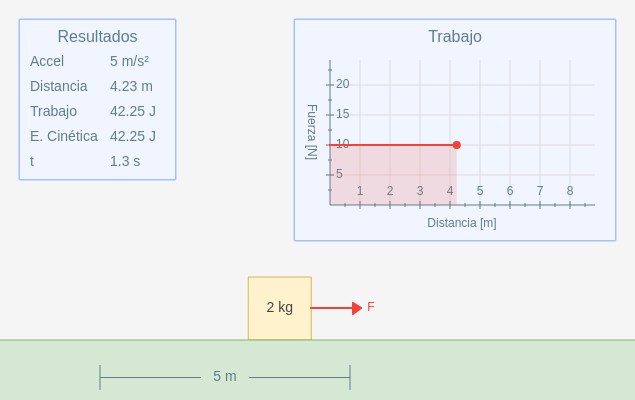 Resultados
Accel 5 m/s²
Distancia 4.23 m
Trabajo 42.25 J
E. Cinética 42.25 J
t 1.3 s
Trabajo
Fuerza [N]
20
15
10
5
1 2 3 4 5 6 7 8
Distancia [m]
2 kg
F
5 m